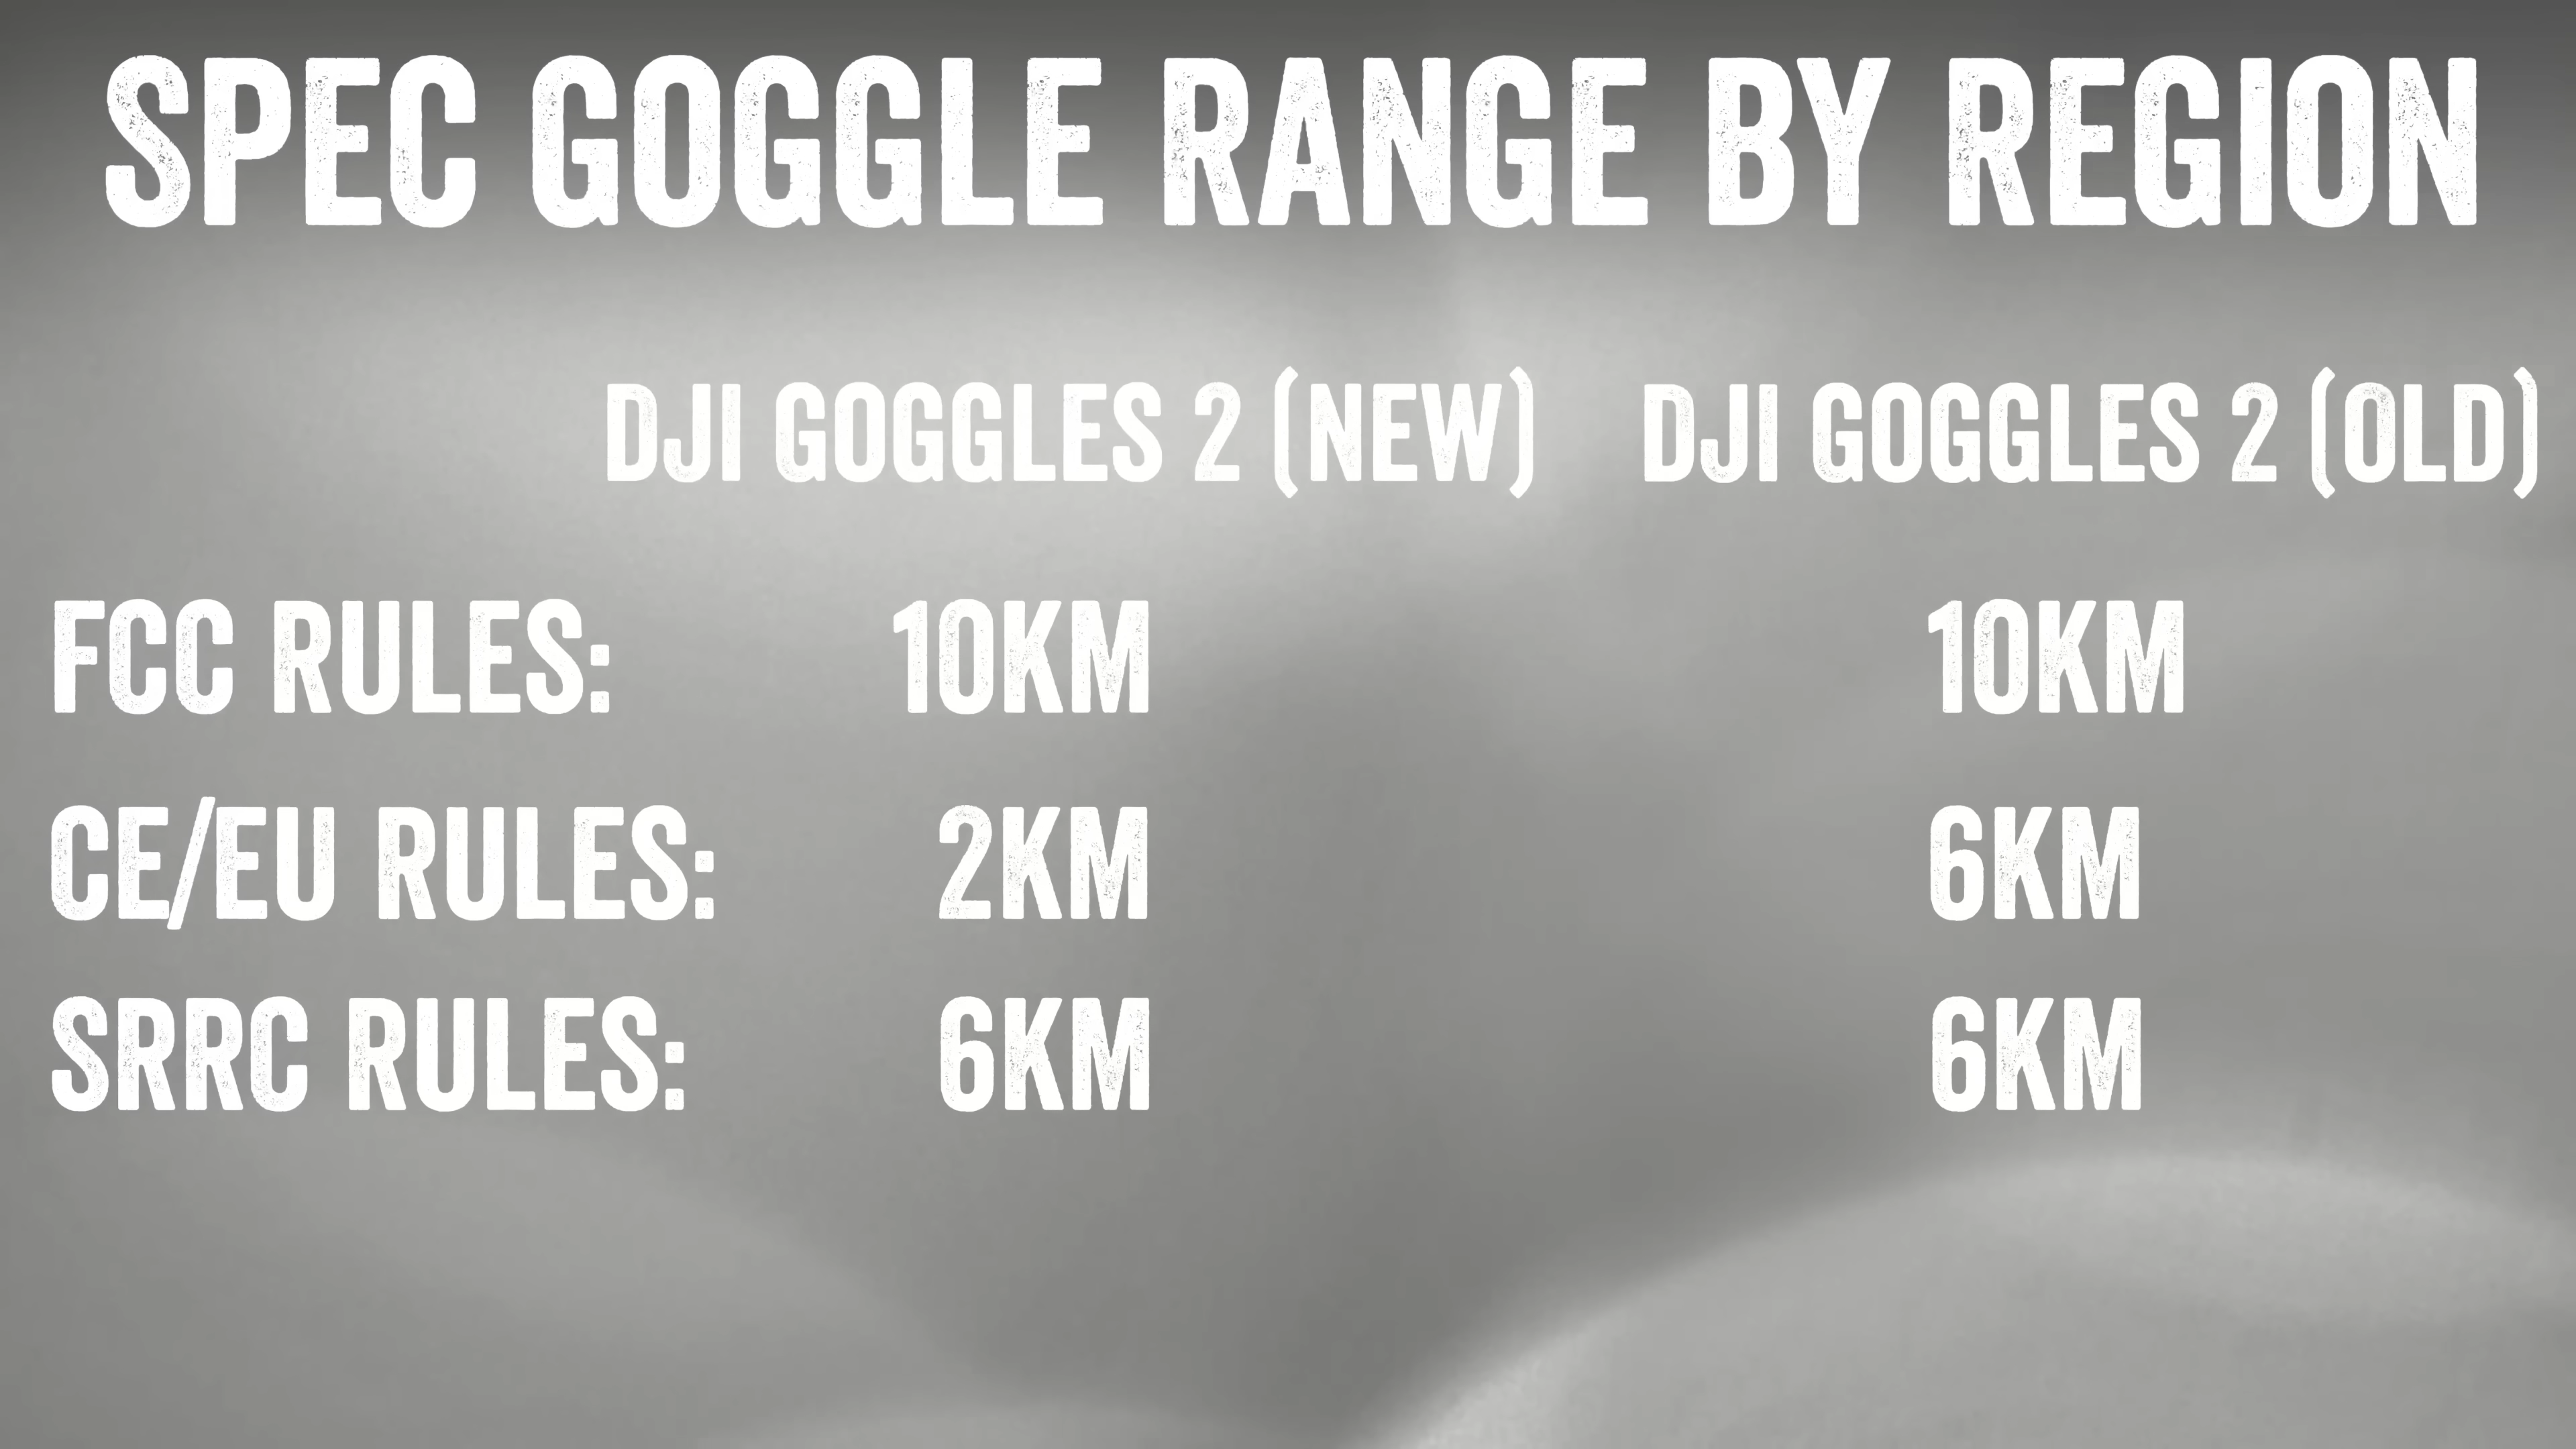 SPEC GOGGLE RANGE BY REGION
DJI GOGGLES 2 (NEW) DJI GOGGLES 2 (OLD)
FCC RULES: 10KM 10KM
CE/EU RULES: 2KM 6KM
SRRC RULES: 6KM 6KM